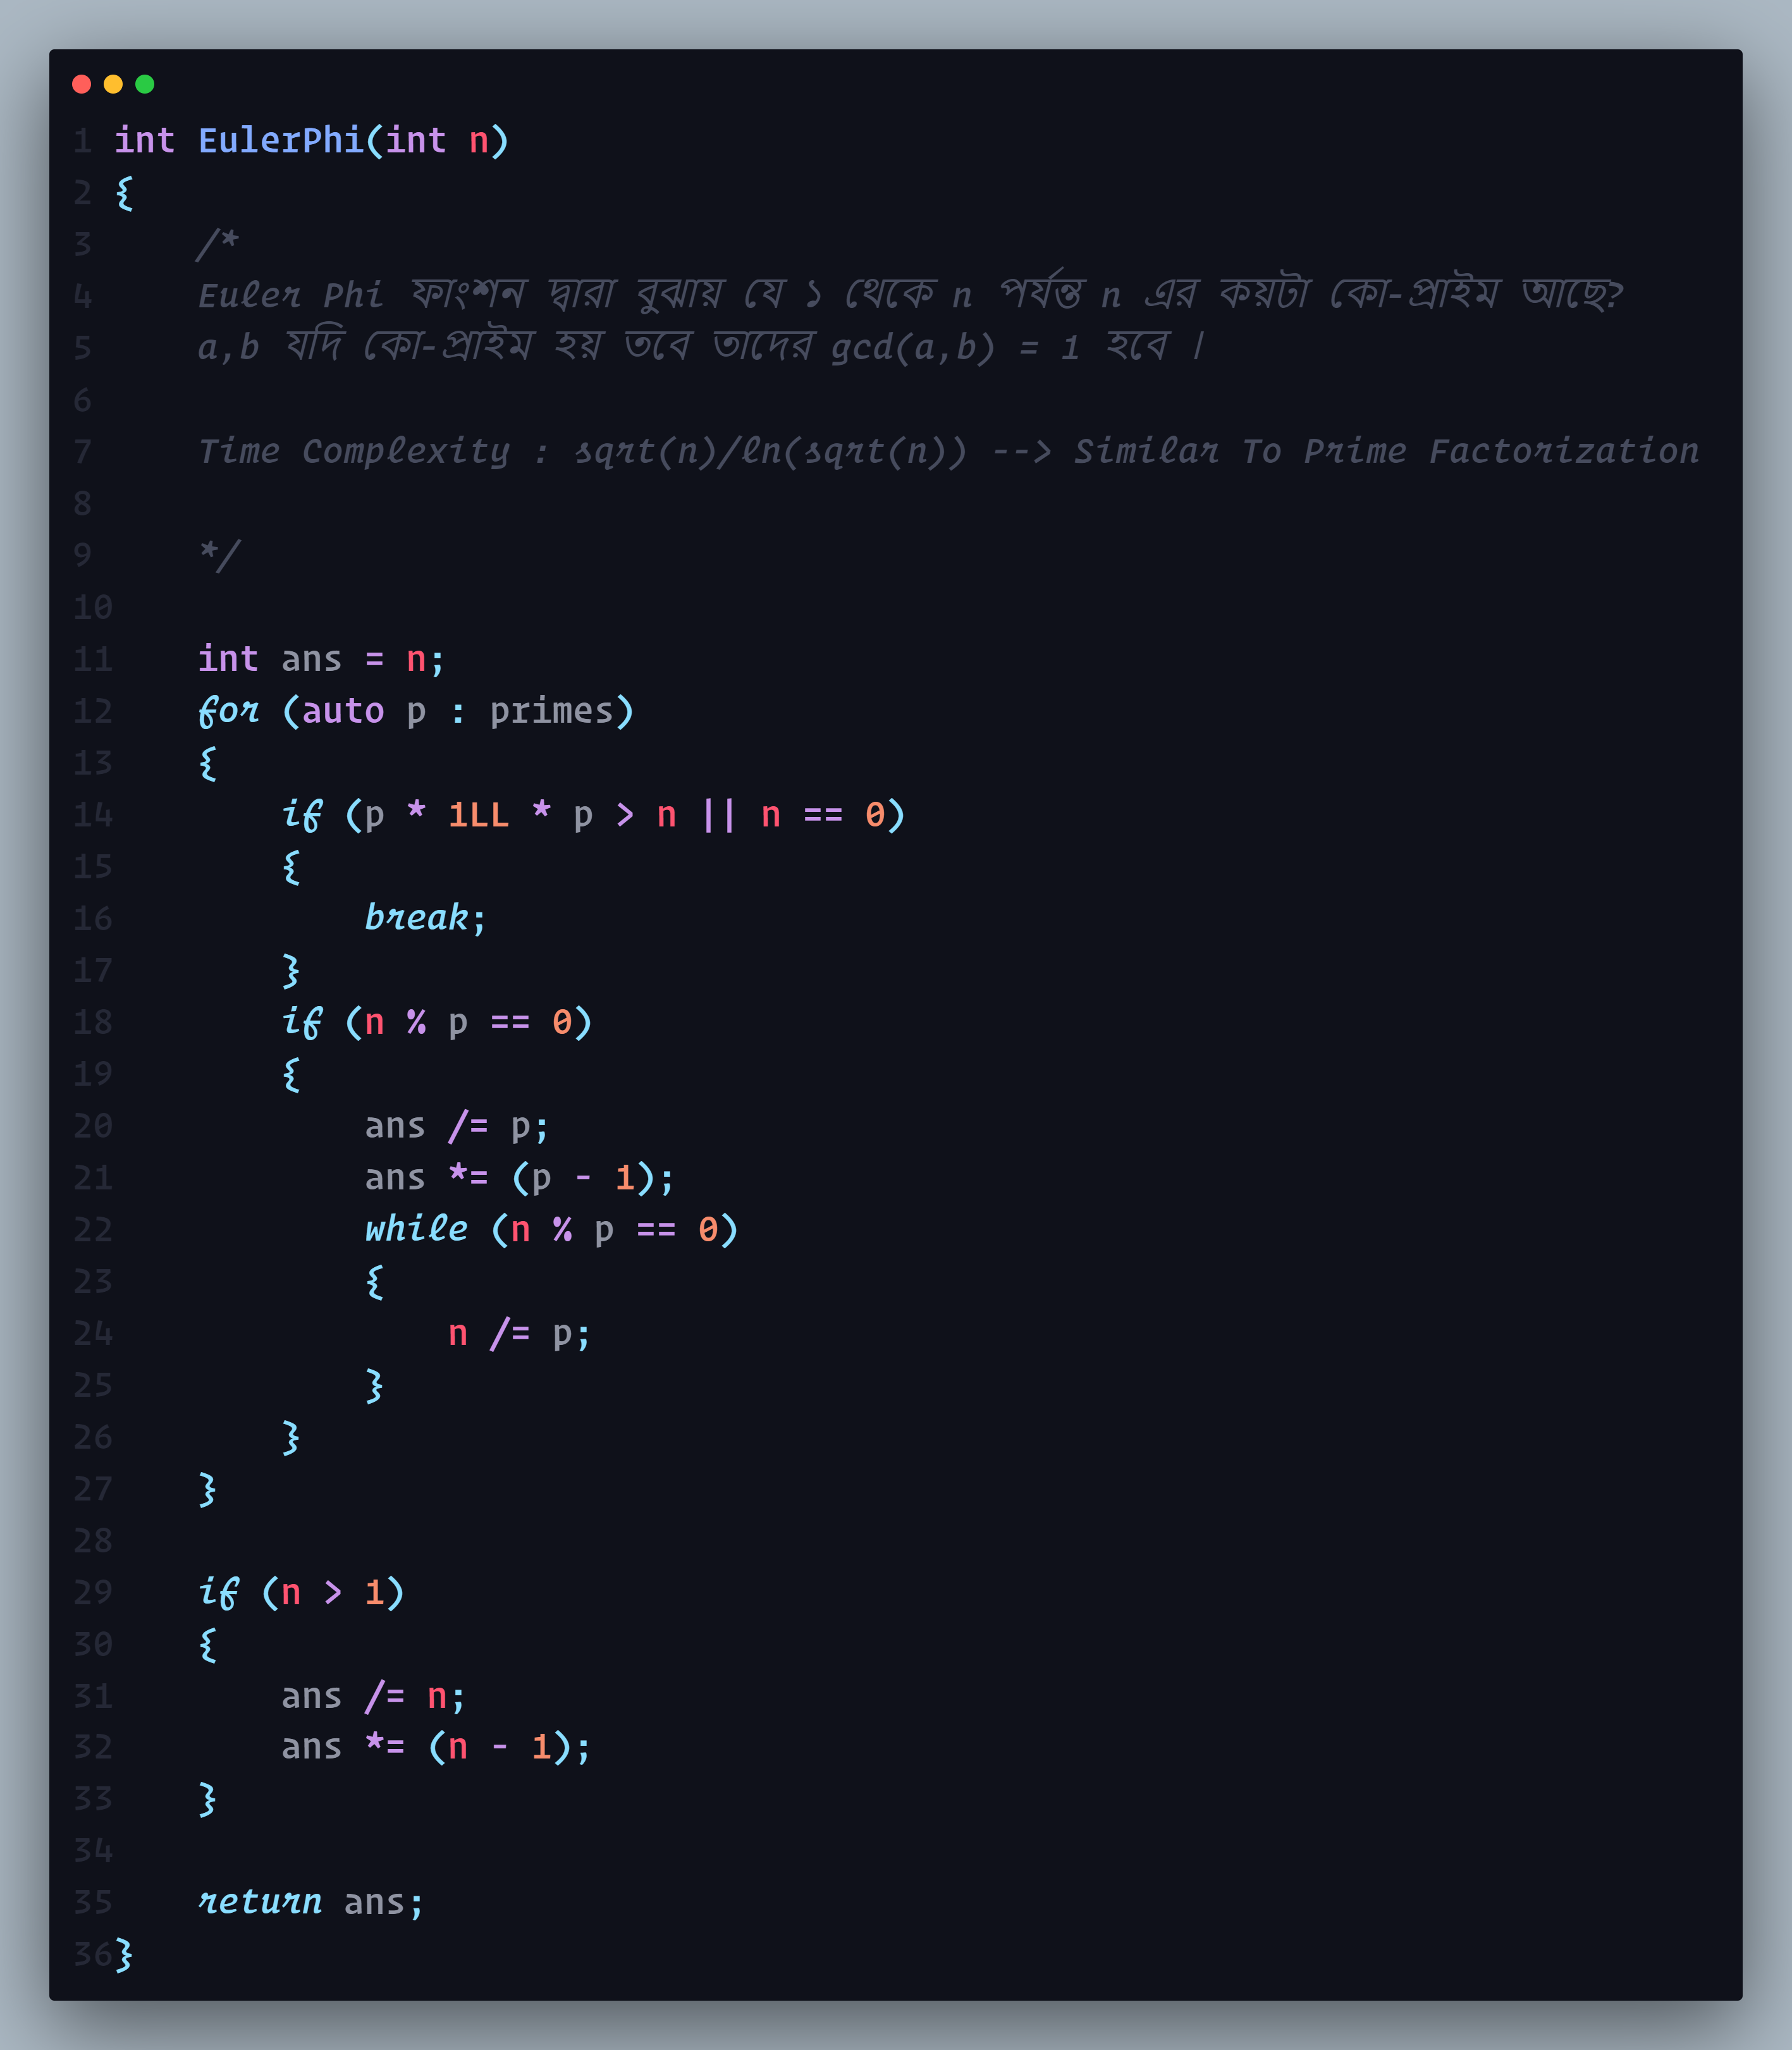 1 int EulerPhi(int n)
2 {
3     /*
4     Euler Phi ফাংশন দ্বারা বুঝায় যে ১ থেকে n পর্যন্ত n এর কয়টা কো-প্রাইম আছে?
5     a,b যদি কো-প্রাইম হয় তবে তাদের gcd(a,b) = 1 হবে ।
6
7     Time Complexity : sqrt(n)/ln(sqrt(n)) --> Similar To Prime Factorization
8
9     */
10
11    int ans = n;
12    for (auto p : primes)
13    {
14        if (p * 1LL * p > n || n == 0)
15        {
16            break;
17        }
18        if (n % p == 0)
19        {
20            ans /= p;
21            ans *= (p - 1);
22            while (n % p == 0)
23            {
24                n /= p;
25            }
26        }
27    }
28
29    if (n > 1)
30    {
31        ans /= n;
32        ans *= (n - 1);
33    }
34
35    return ans;
36}